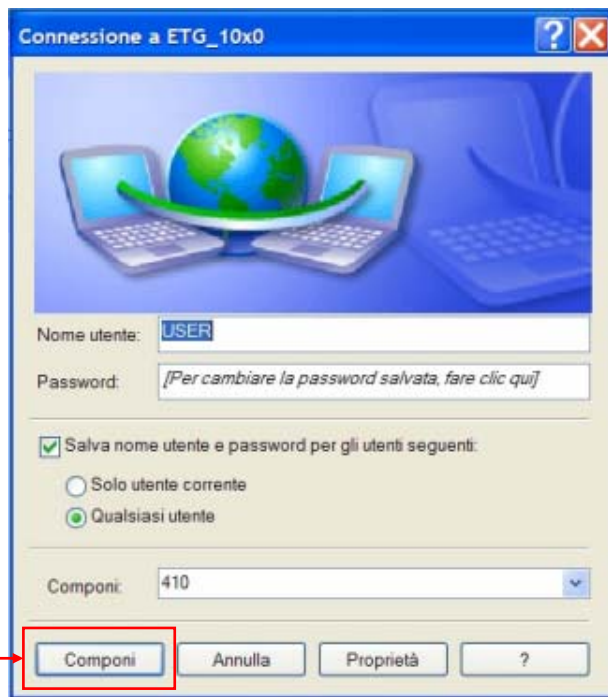 Connessione a ETG_10x0
Nome utente: USER
Password: [Per cambiare la password salvata, fare clic qui]
Salva nome utente e password per gli utenti seguenti:
Solo utente corrente
Qualsiasi utente
Componi: 410
Componi Annulla Proprietà ?